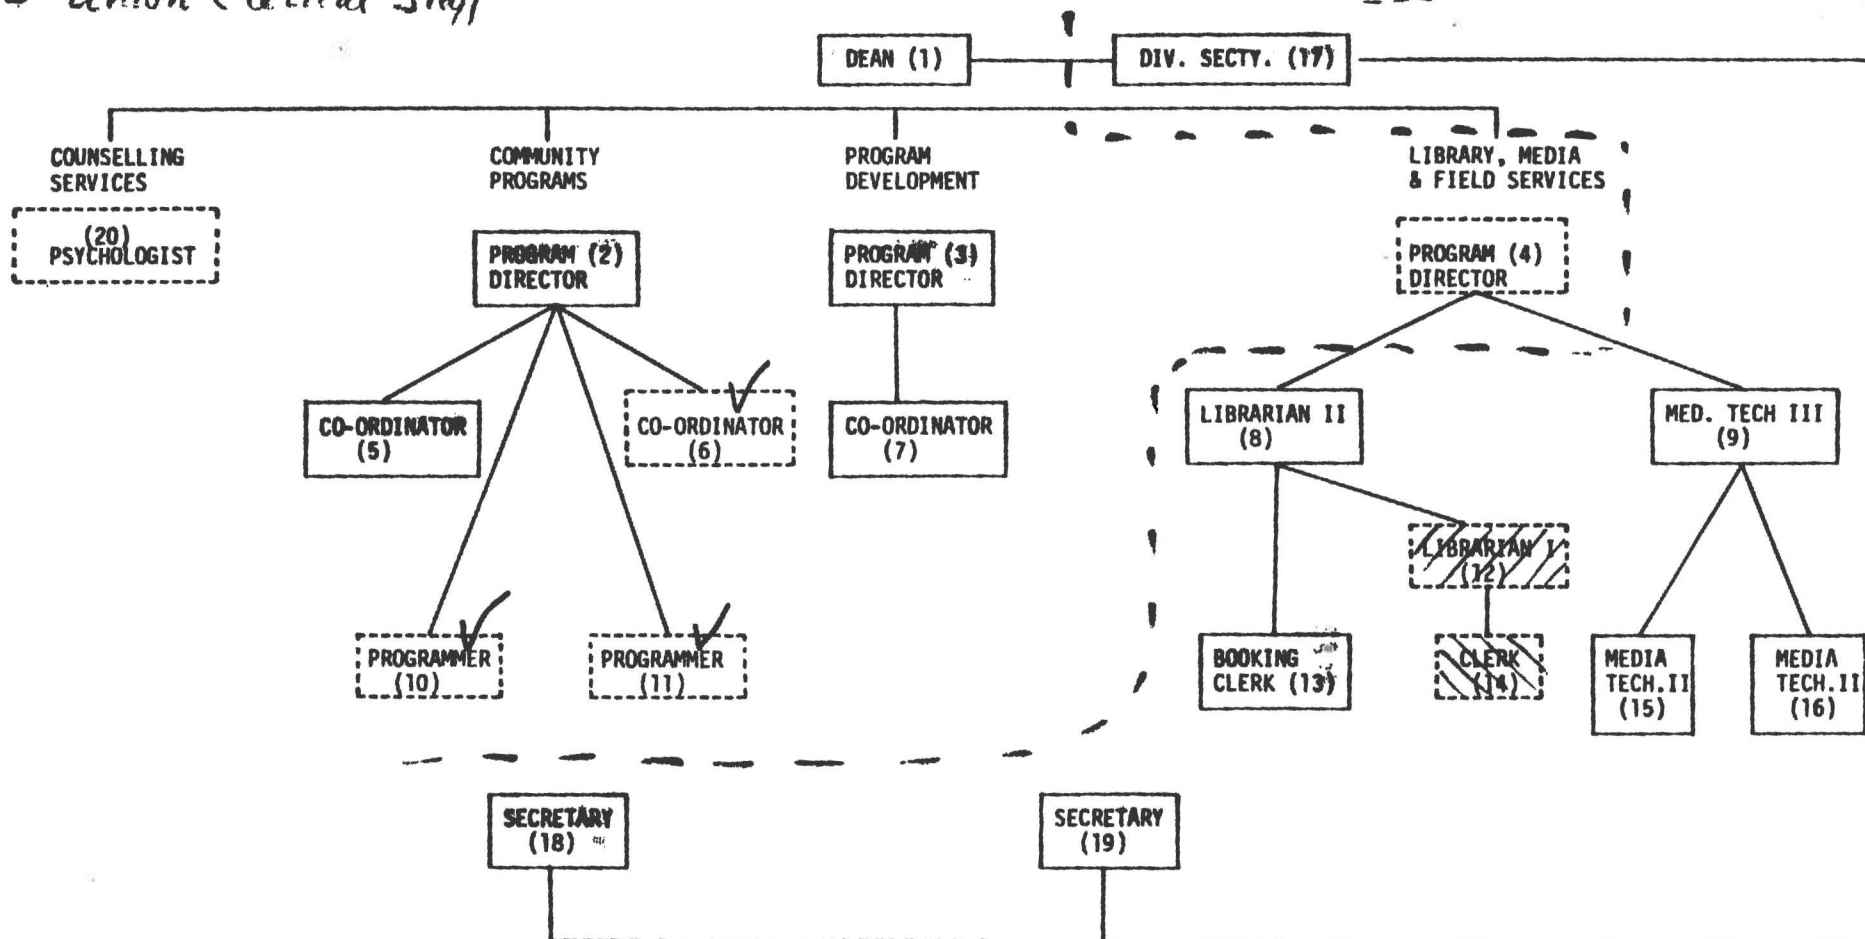 DEAN (1)
DIV. SECTY. (17)
COUNSELLING
SERVICES
COMMUNITY
PROGRAMS
PROGRAM
DEVELOPMENT
LIBRARY, MEDIA
& FIELD SERVICES
(20)
PSYCHOLOGIST
PROGRAM (2)
DIRECTOR
PROGRAM (3)
DIRECTOR
PROGRAM (4)
DIRECTOR
CO-ORDINATOR
(5)
CO-ORDINATOR
(6)
CO-ORDINATOR
(7)
LIBRARIAN II
(8)
MED. TECH III
(9)
LIBRARIAN I
(12)
PROGRAMMER
(10)
PROGRAMMER
(11)
BOOKING
CLERK (13)
CLERK
(14)
MEDIA
TECH.II
(15)
MEDIA
TECH.II
(16)
SECRETARY
(18)
SECRETARY
(19)